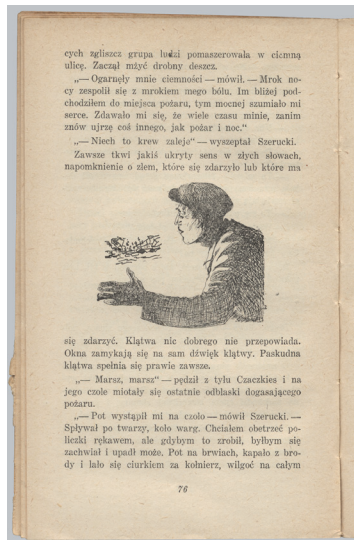 cych zgliszcz grupa ludzi pomaszerowała w ciemną
ulicę. Zaczął mżyć drobny deszcz.
„— Ogarnęły mnie ciemności — mówił. — Mrok no-
cy zespolił się z mrokiem mego bólu. Im bliżej pod-
chodziłem do miejsca pożaru, tym mocnej szumiało mi
serce. Zdawało mi się, że wiele czasu minie, zanim
znów ujrzę coś innego, jak pożar i noc."
„— Niech to krew zaleje" — wyszeptał Szerucki.
Zawsze tkwi jakiś ukryty sens w złych słowach,
napomknienie o złem, które się zdarzyło lub które ma
się zdarzyć. Klątwa nic dobrego nie przepowiada.
Okna zamykają się na sam dźwięk klątwy. Paskudna
klątwa spełnia się prawie zawsze.
„— Marsz, marsz" — pędził z tyłu Czaczkies i na
jego czole miotały się ostatnie odblaski dogasającego
pożaru.
„— Pot wystąpił mi na czoło — mówił Szerucki. —
Spływał po twarzy, koło warg. Chciałem obetrzeć po-
liczki rękawem, ale gdybym to zrobił, byłbym się
zachwiał i upadł może. Pot na brwiach, kapało z bro-
dy i lało się ciurkiem za kołnierz, wilgoć na całym
76